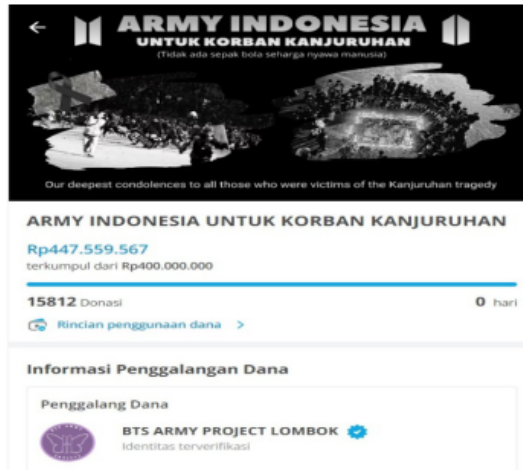 ARMY INDONESIA
UNTUK KORBAN KANJURUHAN
(Tidak ada sepak bola seharga nyawa manusia)
Our deepest condolences to all those who were victims of the Kanjuruhan tragedy
ARMY INDONESIA UNTUK KORBAN KANJURUHAN
Rp447.559.567
terkumpul dari Rp400.000.000
15812 Donasi 0 hari
Rincian penggunaan dana >
Informasi Penggalangan Dana
Penggalang Dana
BTS ARMY PROJECT LOMBOK
Identitas terverifikasi